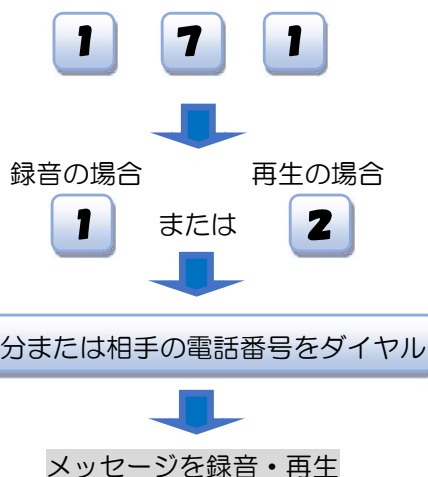 1 7 1
録音の場合 再生の場合
1 または 2
分または相手の電話番号をダイヤル
メッセージを録音・再生